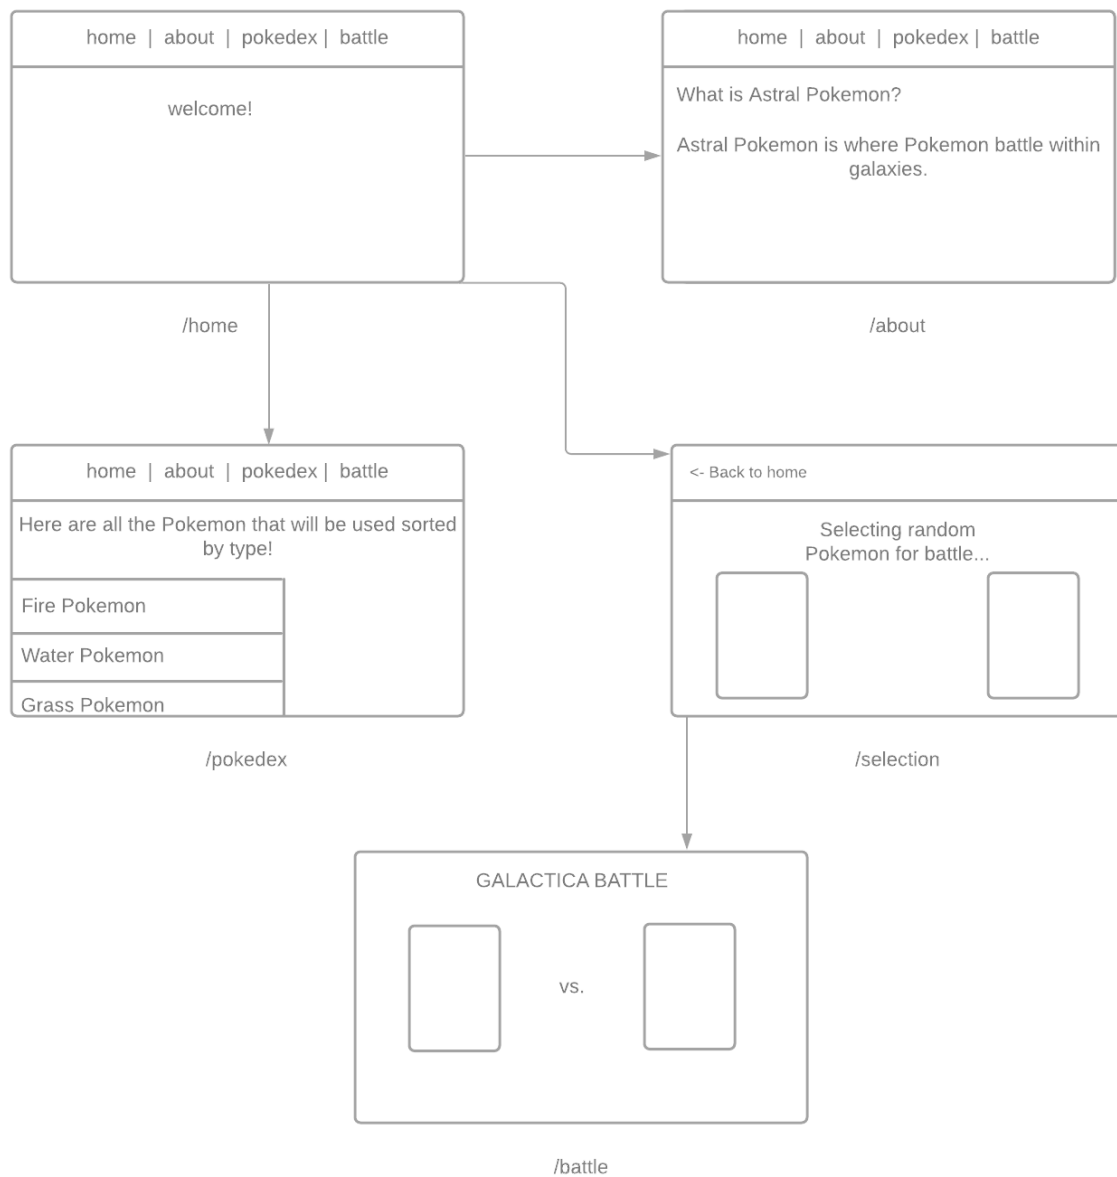 home | about | pokedex | battle
welcome!
/home
home | about | pokedex | battle
What is Astral Pokemon?
Astral Pokemon is where Pokemon battle within
galaxies.
/about
home | about | pokedex | battle
Here are all the Pokemon that will be used sorted
by type!
Fire Pokemon
Water Pokemon
Grass Pokemon
/pokedex
<- Back to home
Selecting random
Pokemon for battle...
/selection
GALACTICA BATTLE
vs.
/battle